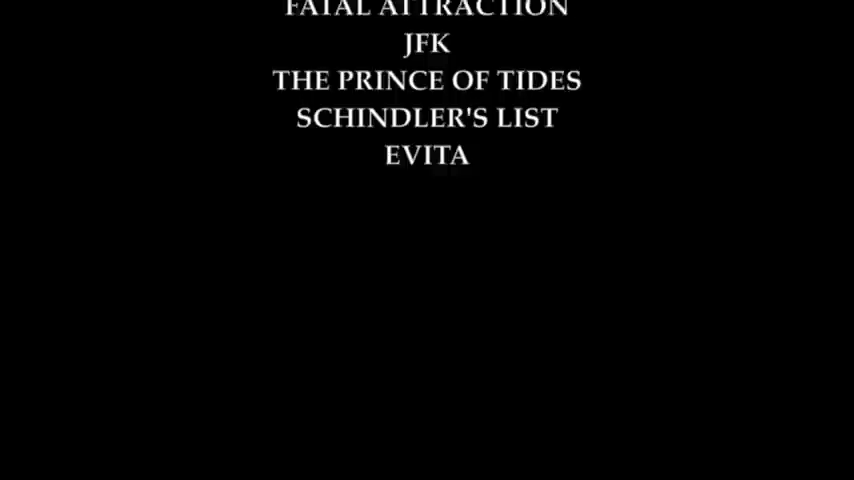 FATAL ATTRACTION
JFK
THE PRINCE OF TIDES
SCHINDLER'S LIST
EVITA